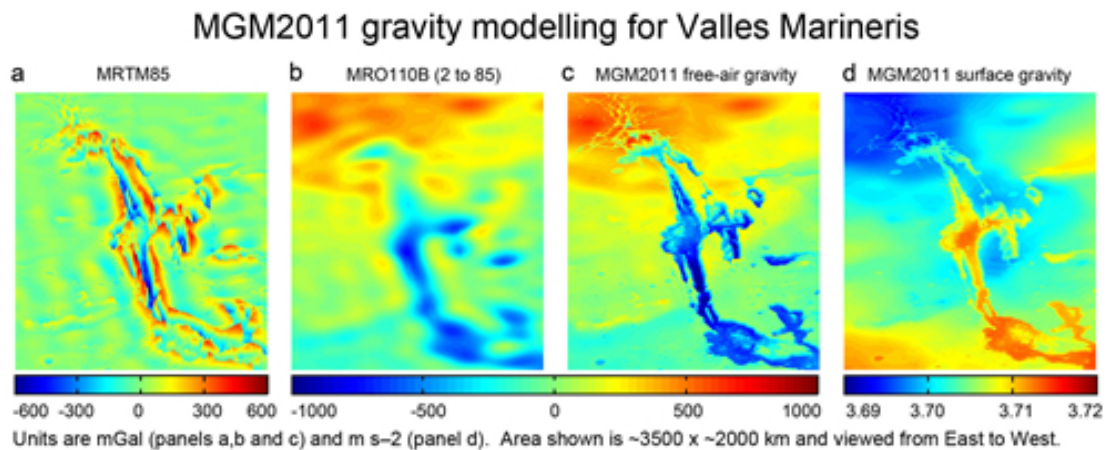 MGM2011 gravity modelling for Valles Marineris
a MRTM85 b MRO110B (2 to 85) c MGM2011 free-air gravity d MGM2011 surface gravity
-600 -300 0 300 600 -1000 -500 0 500 1000 3.69 3.70 3.71 3.72
Units are mGal (panels a,b and c) and m s–2 (panel d). Area shown is ~3500 x ~2000 km and viewed from East to West.